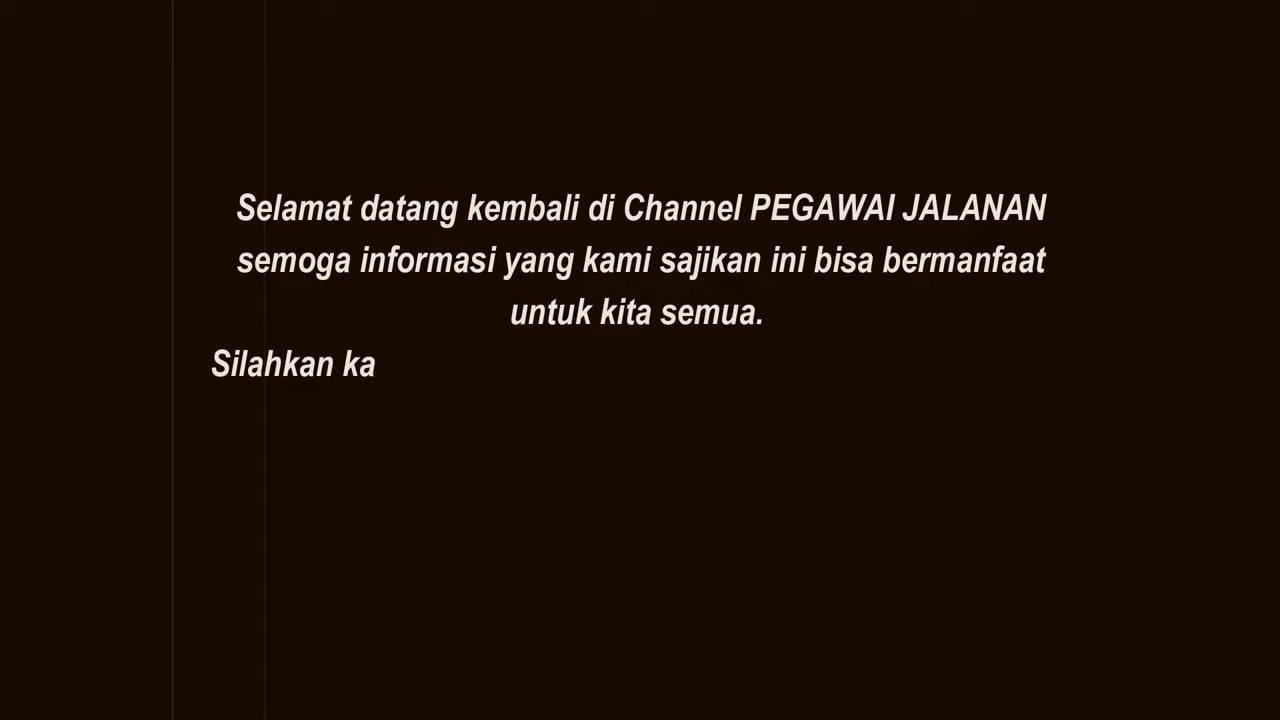 Selamat datang kembali di Channel PEGAWAI JALANAN
semoga informasi yang kami sajikan ini bisa bermanfaat
untuk kita semua.
Silahkan ka